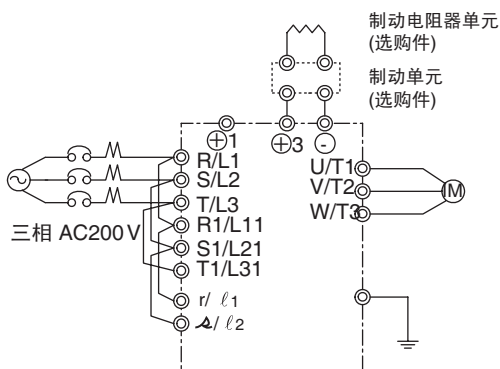 制动电阻器单元
(选购件)
制动单元
(选购件)
⊕1
⊕3
⊖
R/L1
S/L2
T/L3
R1/L11
S1/L21
T1/L31
r/ ℓ1
s/ ℓ2
U/T1
V/T2
W/T3
M
三相 AC200V